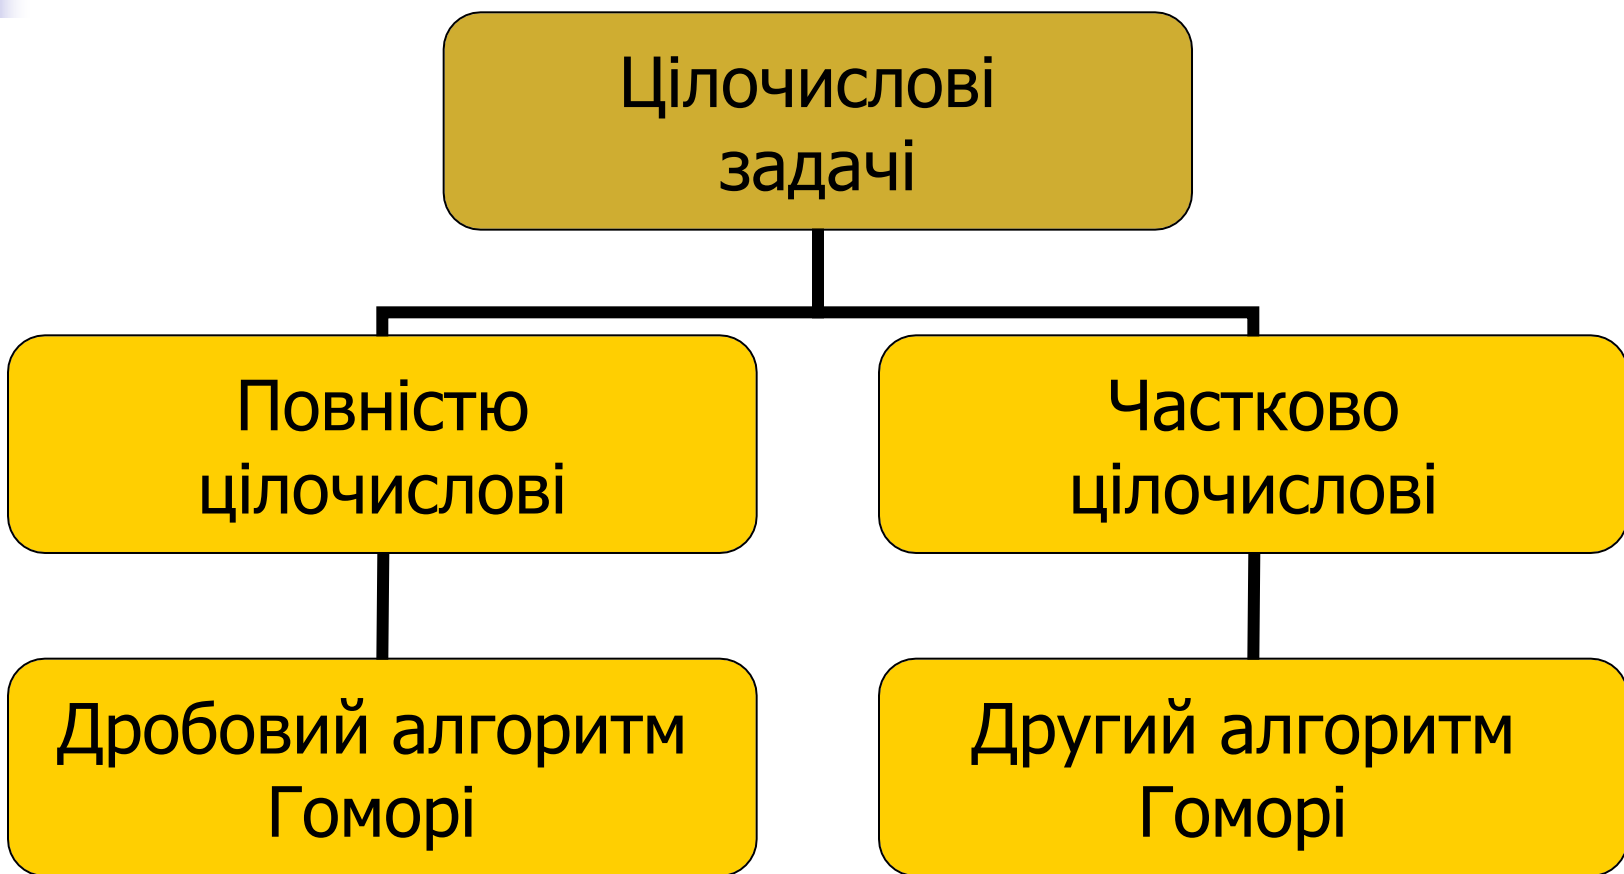 Цілочислові
задачі
Повністю
цілочислові
Частково
цілочислові
Дробовий алгоритм
Гоморі
Другий алгоритм
Гоморі